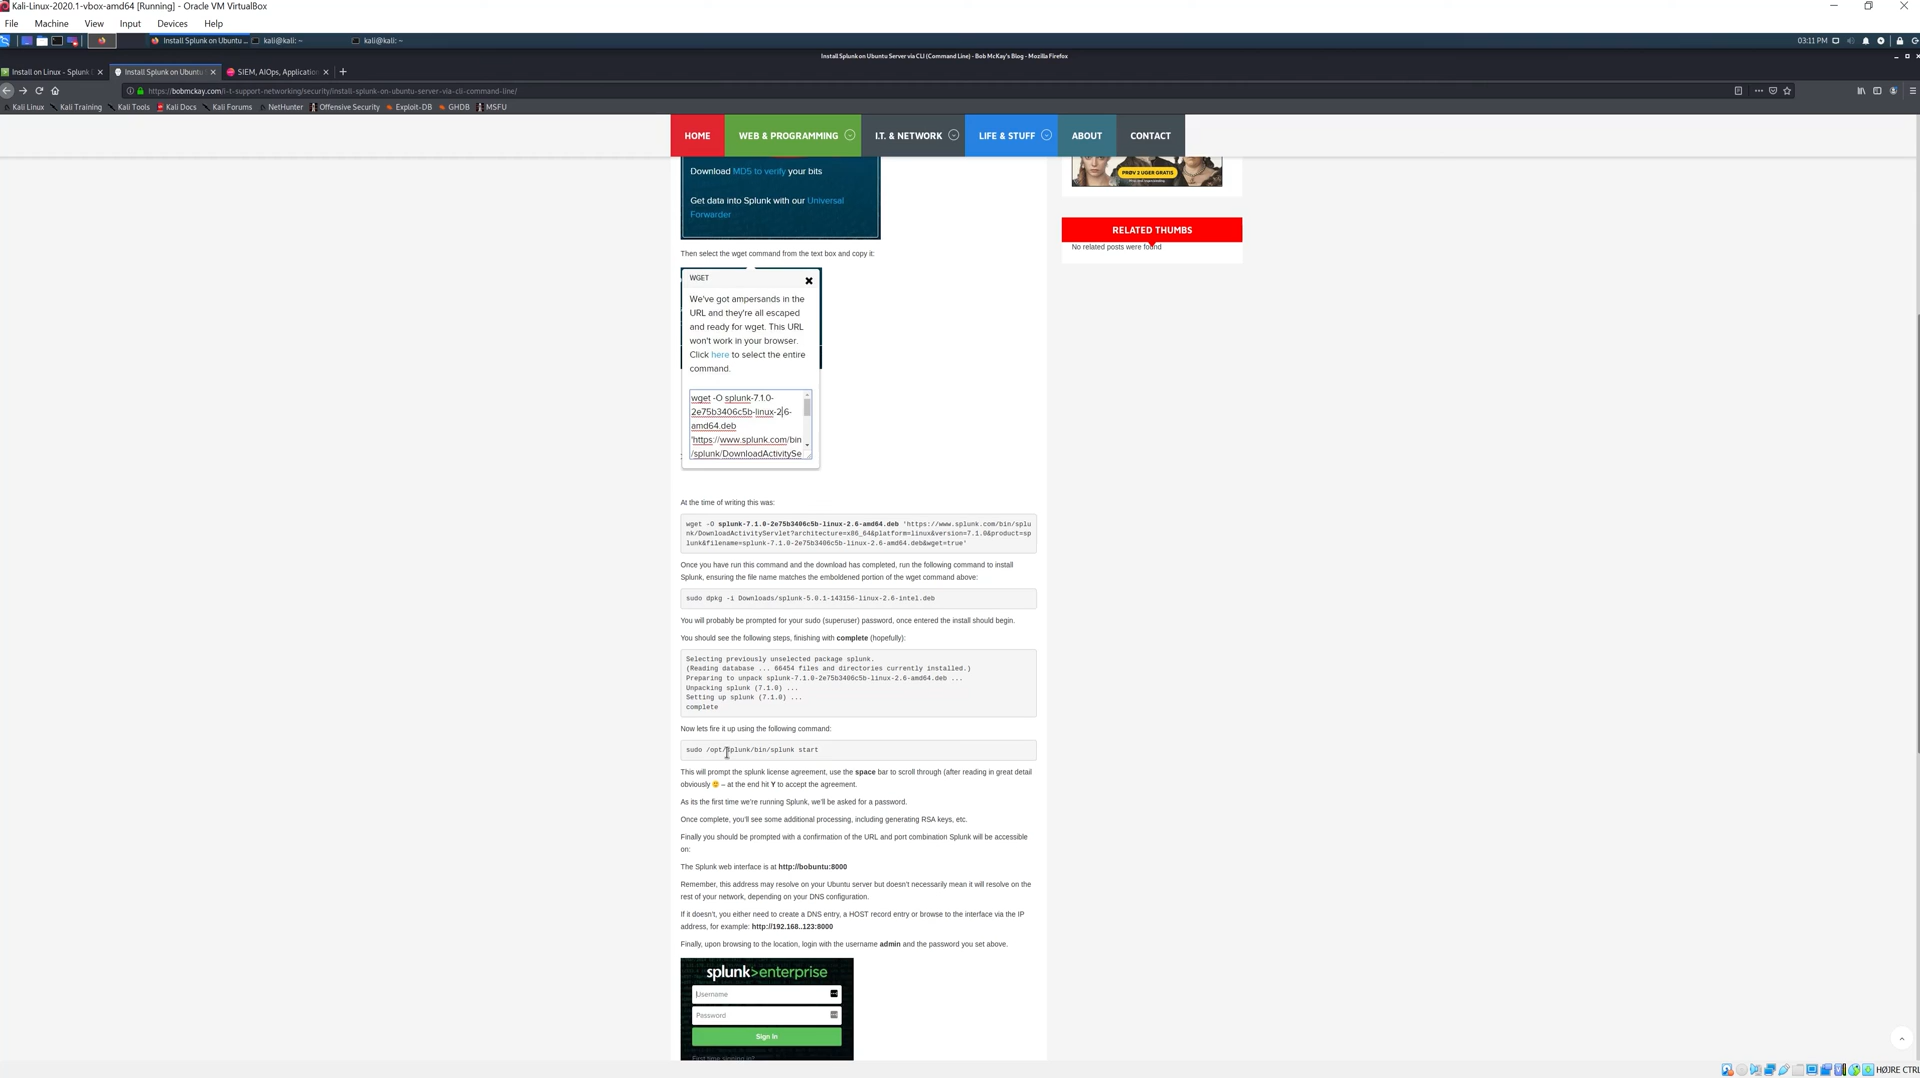 Kali-Linux-2020.1-vbox-amd64 [Running] - Oracle VM VirtualBox
File Machine View Input Devices Help
Install Splunk on Ubuntu ... kali@kali: ~ kali@kali: ~ 03:11 PM
Install Splunk on Ubuntu Server via CLI (Command Line) - Bob McKay's Blog - Mozilla Firefox
Install on Linux - Splunk Install Splunk on Ubuntu SIEM, AIOps, Application
https://bobmckay.com/i-t-support-networking/security/install-splunk-on-ubuntu-server-via-cli-command-line/
Kali Linux Kali Training Kali Tools Kali Docs Kali Forums NetHunter Offensive Security Exploit-DB GHDB MSFU
HOME WEB & PROGRAMMING I.T. & NETWORK LIFE & STUFF ABOUT CONTACT
Download MD5 to verify your bits
Get data into Splunk with our Universal
Forwarder
PRØV 2 UGER GRATIS
RELATED THUMBS
No related posts were found
Then select the wget command from the text box and copy it:
WGET
We've got ampersands in the
URL and they're all escaped
and ready for wget. This URL
won't work in your browser.
Click here to select the entire
command.
wget -O splunk-7.1.0-
2e75b3406c5b-linux-2.6-
amd64.deb
'https://www.splunk.com/bin
/splunk/DownloadActivitySe
At the time of writing this was:
wget -O splunk-7.1.0-2e75b3406c5b-linux-2.6-amd64.deb 'https://www.splunk.com/bin/splu
nk/DownloadActivityServlet?architecture=x86_64&platform=linux&version=7.1.0&product=sp
lunk&filename=splunk-7.1.0-2e75b3406c5b-linux-2.6-amd64.deb&wget=true'
Once you have run this command and the download has completed, run the following command to install
Splunk, ensuring the file name matches the emboldened portion of the wget command above:
sudo dpkg -i Downloads/splunk-5.0.1-143156-linux-2.6-intel.deb
You will probably be prompted for your sudo (superuser) password, once entered the install should begin.
You should see the following steps, finishing with complete (hopefully):
Selecting previously unselected package splunk.
(Reading database ... 66454 files and directories currently installed.)
Preparing to unpack splunk-7.1.0-2e75b3406c5b-linux-2.6-amd64.deb ...
Unpacking splunk (7.1.0) ...
Setting up splunk (7.1.0) ...
complete
Now lets fire it up using the following command:
sudo /opt/splunk/bin/splunk start
This will prompt the splunk license agreement, use the space bar to scroll through (after reading in great detail
obviously 🙂 – at the end hit Y to accept the agreement.
As its the first time we're running Splunk, we'll be asked for a password.
Once complete, you'll see some additional processing, including generating RSA keys, etc.
Finally you should be prompted with a confirmation of the URL and port combination Splunk will be accessible
on:
The Splunk web interface is at http://bobuntu:8000
Remember, this address may resolve on your Ubuntu server but doesn't necessarily mean it will resolve on the
rest of your network, depending on your DNS configuration.
If it doesn't, you either need to create a DNS entry, a HOST record entry or browse to the interface via the IP
address, for example: http://192.168..123:8000
Finally, upon browsing to the location, login with the username admin and the password you set above.
splunk>enterprise
Username
Password
Sign In
First time signing in?
HØJRE CTRL